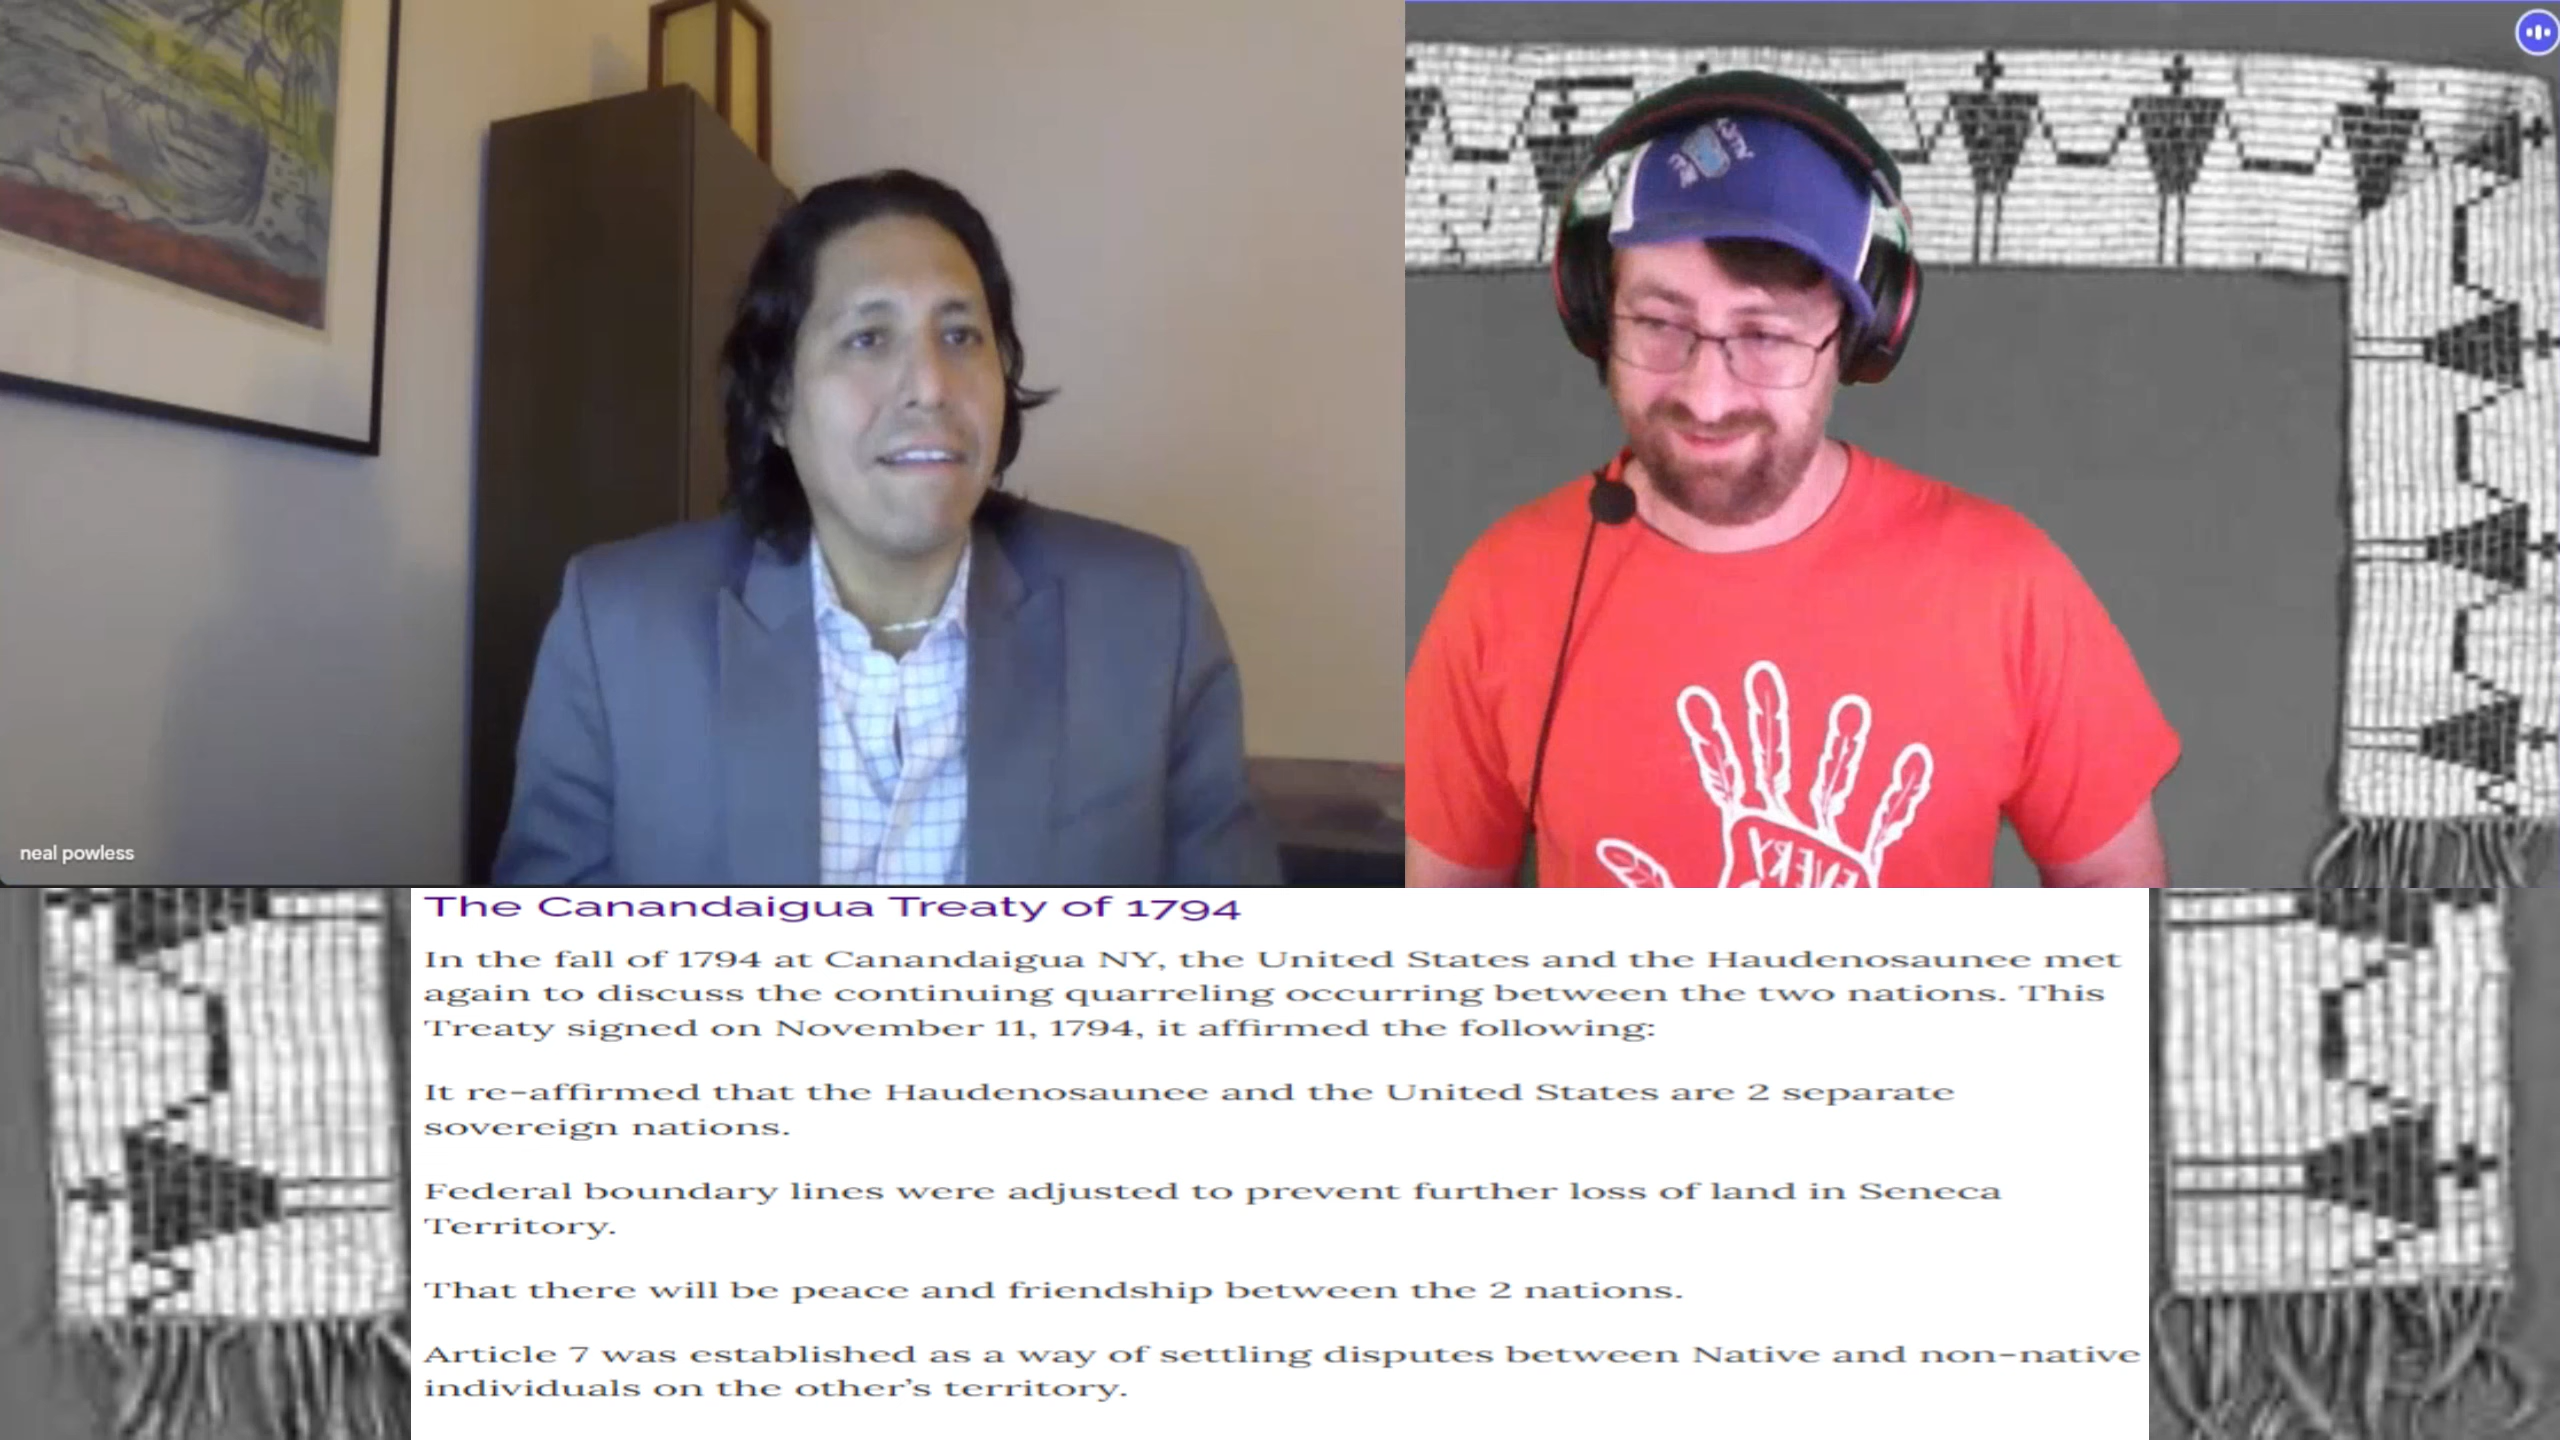 neal powless
EVERY
The Canandaigua Treaty of 1794
In the fall of 1794 at Canandaigua NY, the United States and the Haudenosaunee met
again to discuss the continuing quarreling occurring between the two nations. This
Treaty signed on November 11, 1794, it affirmed the following:
It re-affirmed that the Haudenosaunee and the United States are 2 separate
sovereign nations.
Federal boundary lines were adjusted to prevent further loss of land in Seneca
Territory.
That there will be peace and friendship between the 2 nations.
Article 7 was established as a way of settling disputes between Native and non-native
individuals on the other's territory.